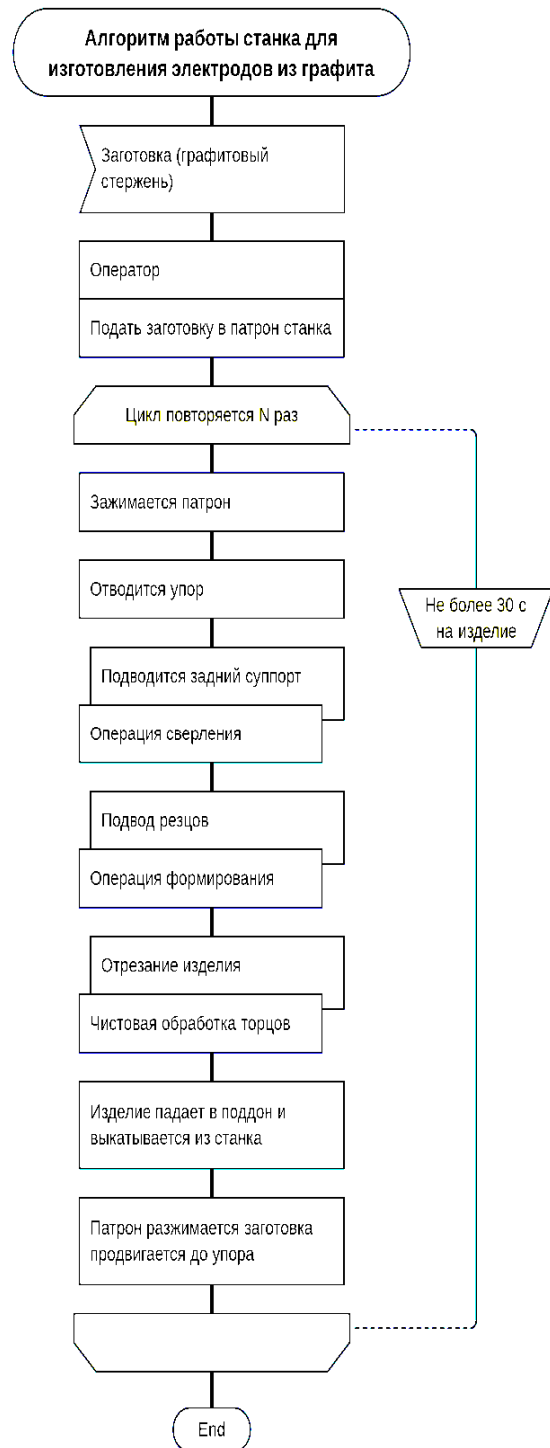 Алгоритм работы станка для
изготовления электродов из графита
Заготовка (графитовый
стержень)
Оператор
Подать заготовку в патрон станка
Цикл повторяется N раз
Зажимается патрон
Отводится упор
Не более 30 с
на изделие
Подводится задний суппорт
Операция сверления
Подвод резцов
Операция формирования
Отрезание изделия
Чистовая обработка торцов
Изделие падает в поддон и
выкатывается из станка
Патрон разжимается заготовка
продвигается до упора
End